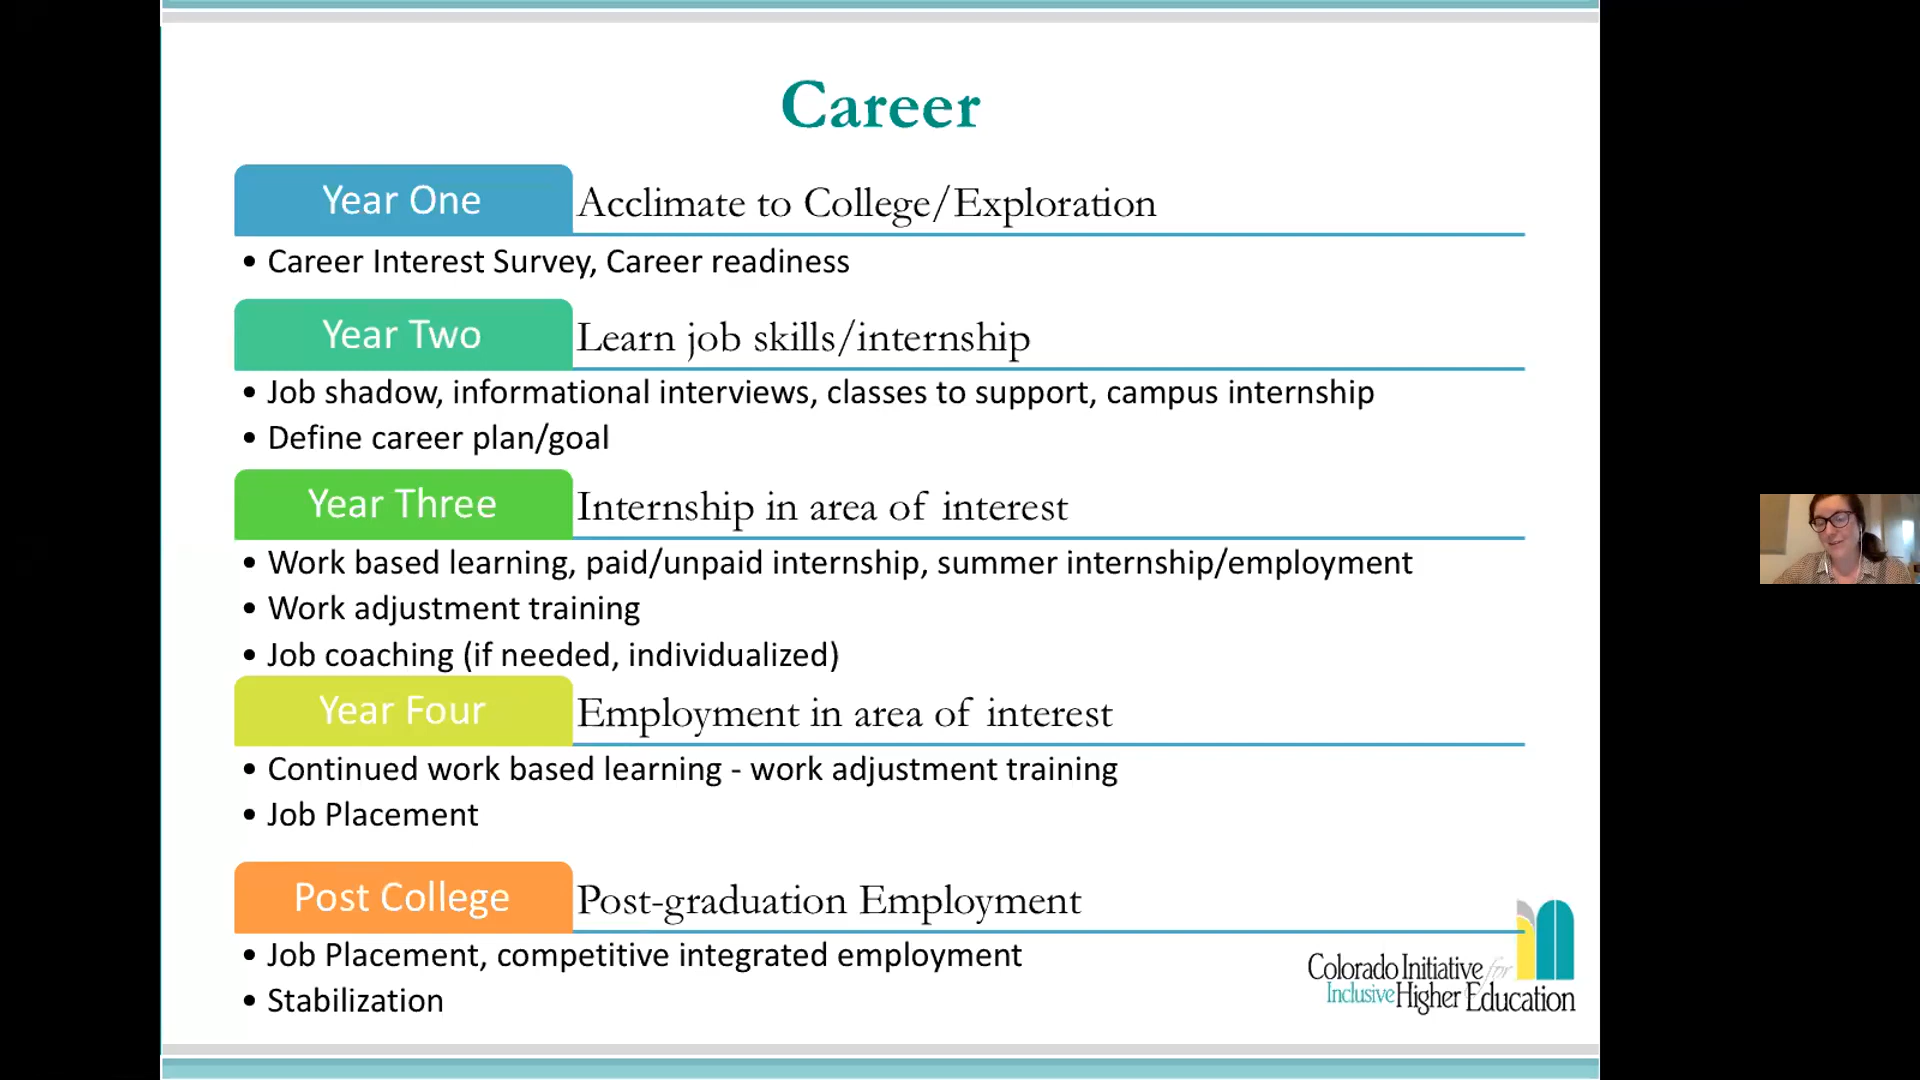 Career
Year One
Acclimate to College/Exploration
• Career Interest Survey, Career readiness
Year Two
Learn job skills/internship
• Job shadow, informational interviews, classes to support, campus internship
• Define career plan/goal
Year Three
Internship in area of interest
• Work based learning, paid/unpaid internship, summer internship/employment
• Work adjustment training
• Job coaching (if needed, individualized)
Year Four
Employment in area of interest
• Continued work based learning - work adjustment training
• Job Placement
Post College
Post-graduation Employment
• Job Placement, competitive integrated employment
• Stabilization
Colorado Initiative for
Inclusive Higher Education